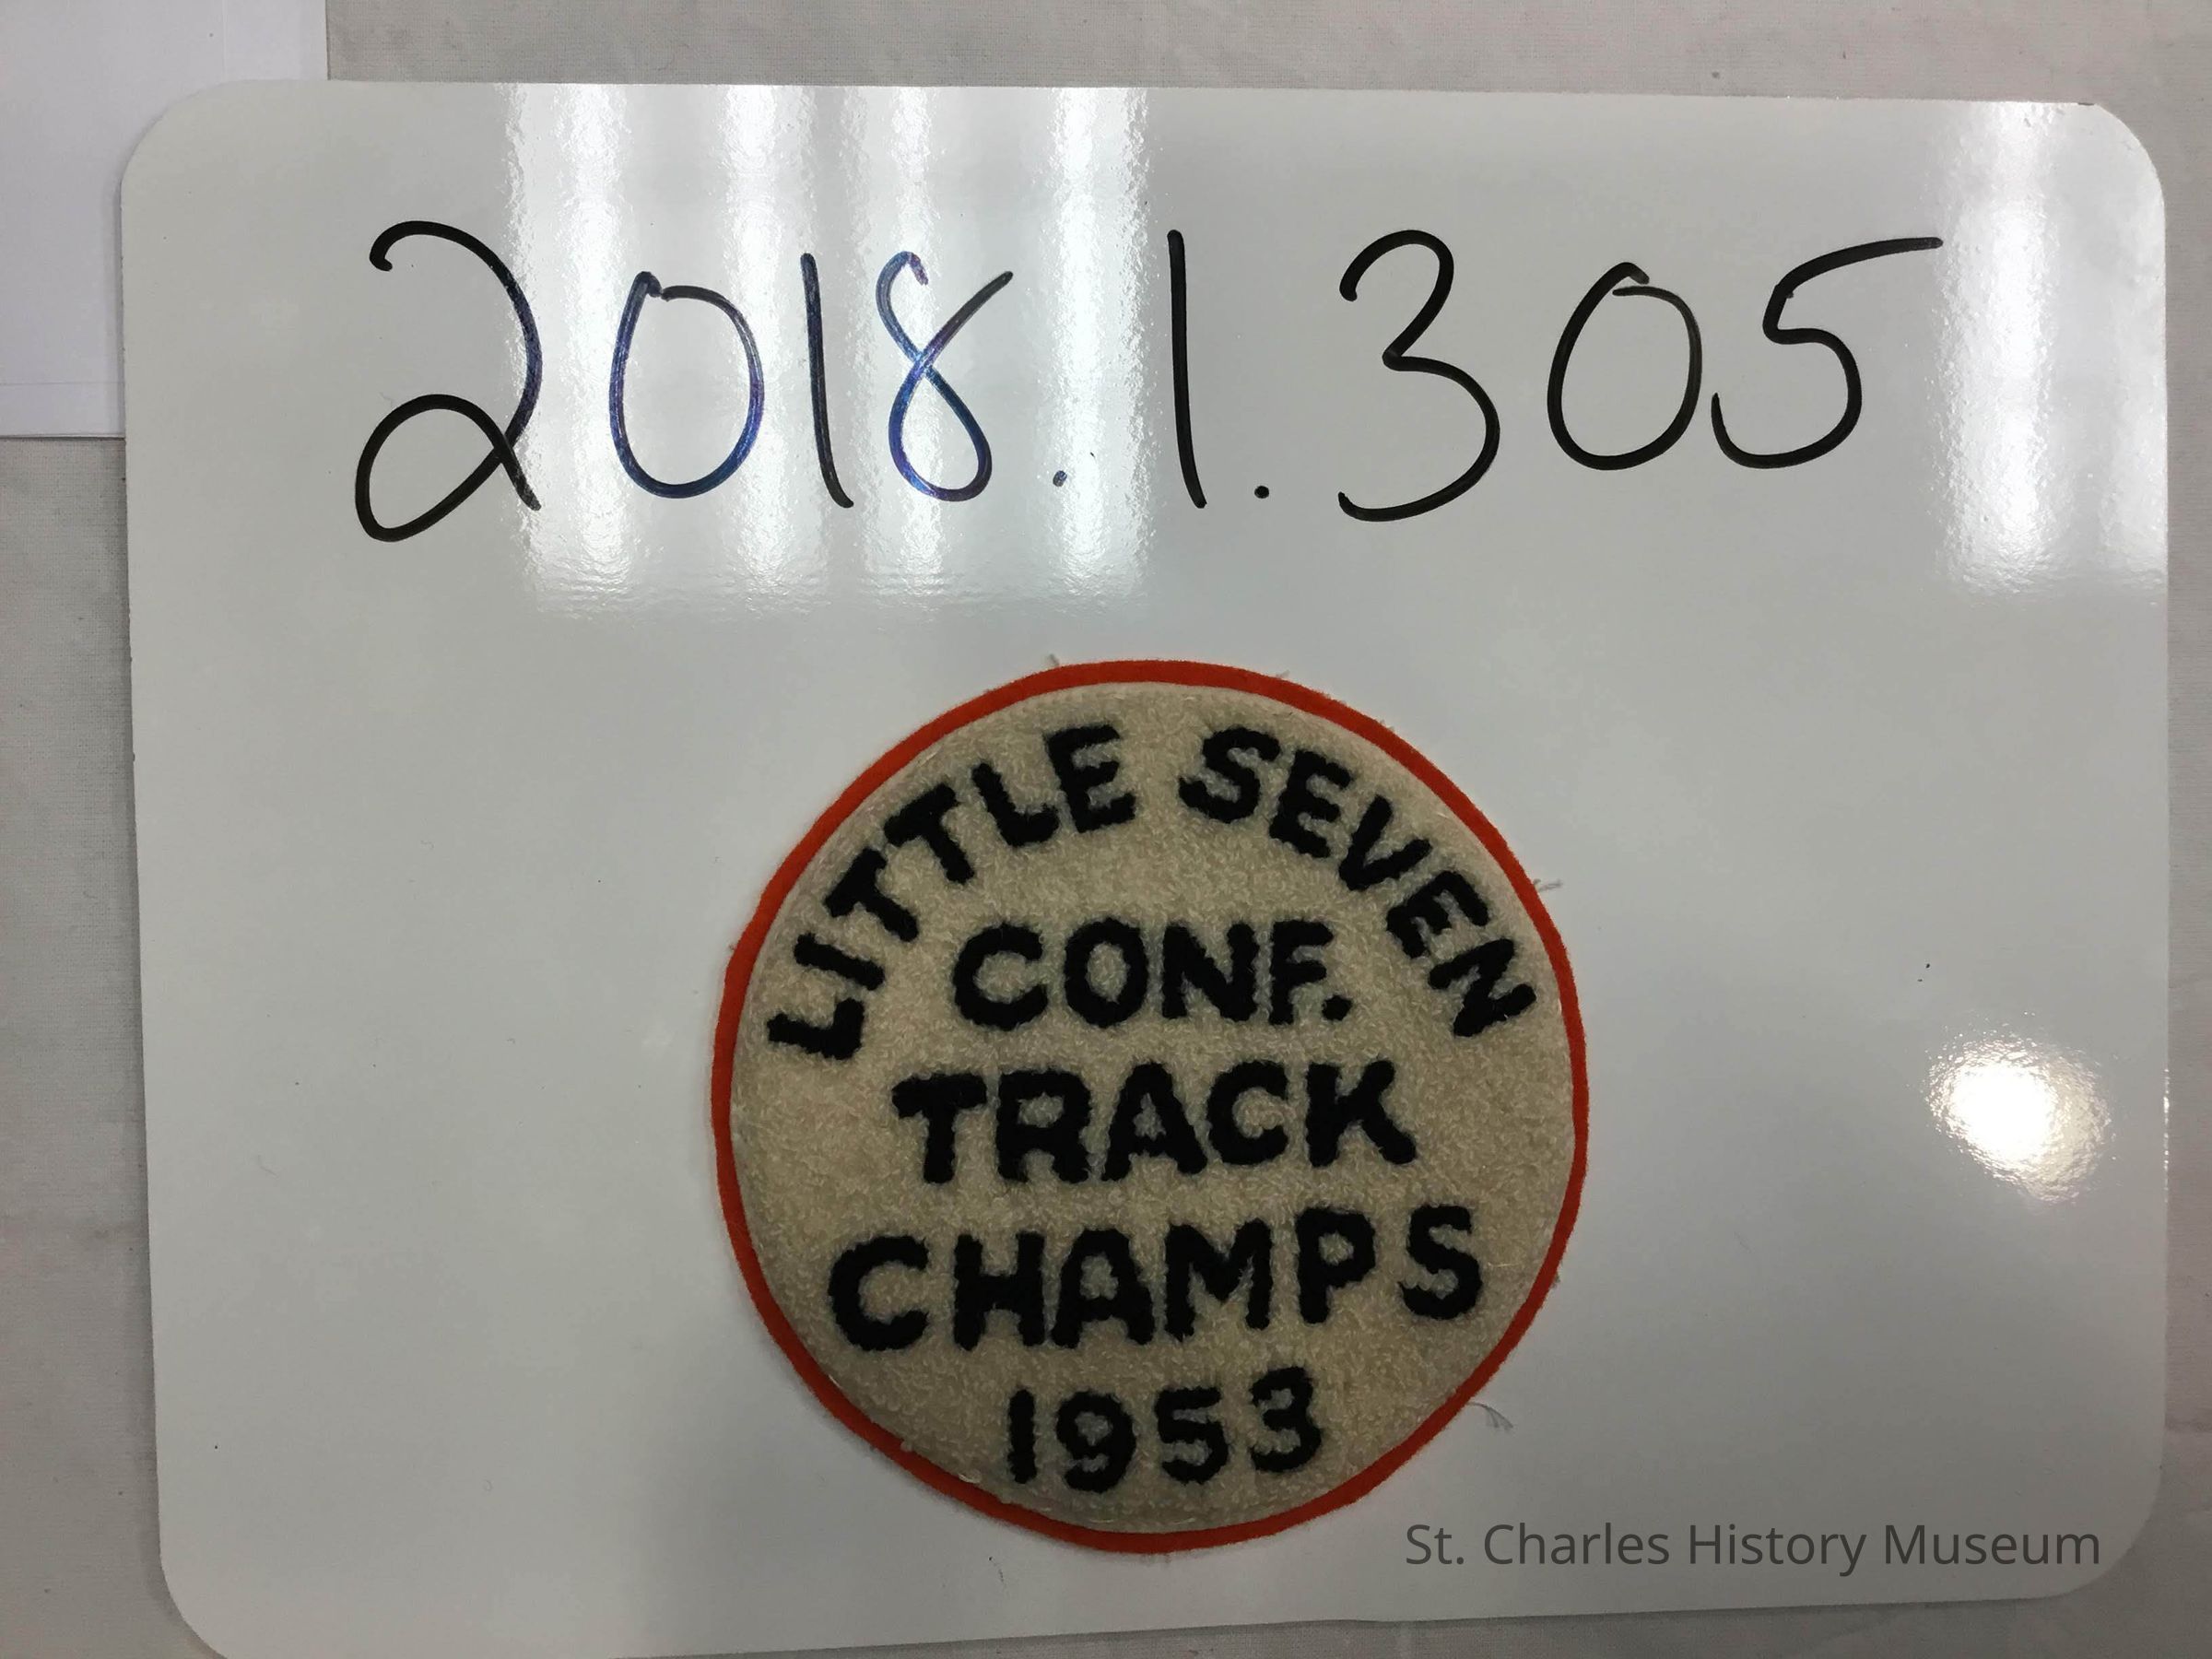 2018.1.305
LITTLE SEVEN
CONF.
TRACK
CHAMPS
1953
St. Charles History Museum